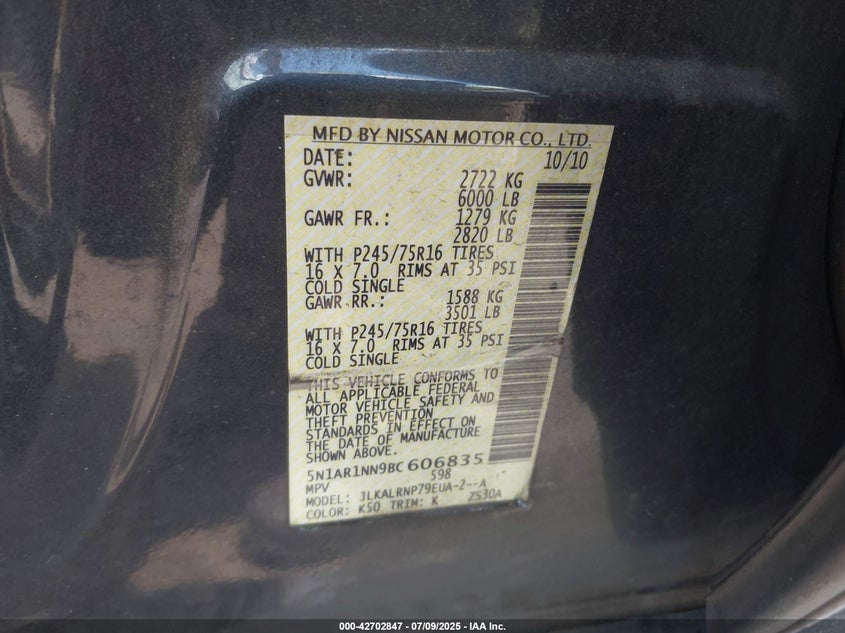 MFD BY NISSAN MOTOR CO., LTD.
DATE: 10/10
GVWR: 2722 KG
6000 LB
GAWR FR.: 1279 KG
2820 LB
WITH P245/75R16 TIRES
16 X 7.0 RIMS AT 35 PSI
COLD SINGLE
GAWR RR.: 1588 KG
3501 LB
WITH P245/75R16 TIRES
16 X 7.0 RIMS AT 35 PSI
COLD SINGLE
THIS VEHICLE CONFORMS TO
ALL APPLICABLE FEDERAL
MOTOR VEHICLE SAFETY AND
THEFT PREVENTION
STANDARDS IN EFFECT ON
THE DATE OF MANUFACTURE
SHOWN ABOVE.
5N1AR1NN9BC606835
MPV 598
MODEL: JLKALRNP79EUA-2--A
COLOR: K50 TRIM: K ZS30A
000-42702847 | 07/09/2025 - IAA Inc.